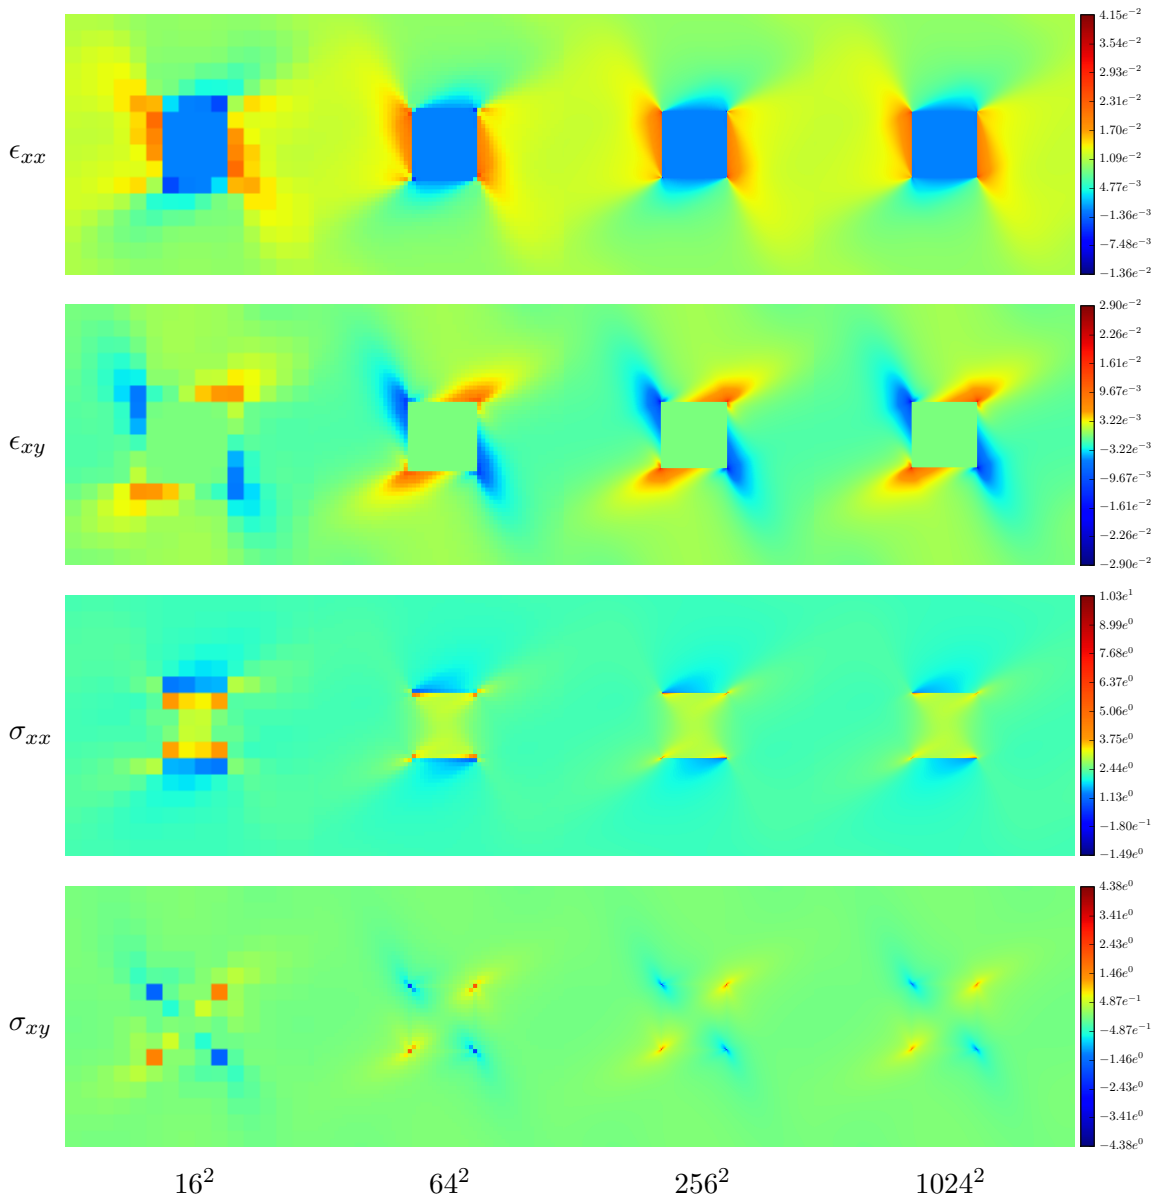 4.15e⁻²
3.54e⁻²
2.93e⁻²
2.31e⁻²
1.70e⁻²
1.09e⁻²
4.77e⁻³
−1.36e⁻³
−7.48e⁻³
−1.36e⁻²
ϵxx
2.90e⁻²
2.26e⁻²
1.61e⁻²
9.67e⁻³
3.22e⁻³
−3.22e⁻³
−9.67e⁻³
−1.61e⁻²
−2.26e⁻²
−2.90e⁻²
ϵxy
1.03e¹
8.99e⁰
7.68e⁰
6.37e⁰
5.06e⁰
3.75e⁰
2.44e⁰
1.13e⁰
−1.80e⁻¹
−1.49e⁰
σxx
4.38e⁰
3.41e⁰
2.43e⁰
1.46e⁰
4.87e⁻¹
−4.87e⁻¹
−1.46e⁰
−2.43e⁰
−3.41e⁰
−4.38e⁰
σxy
16² 64² 256² 1024²